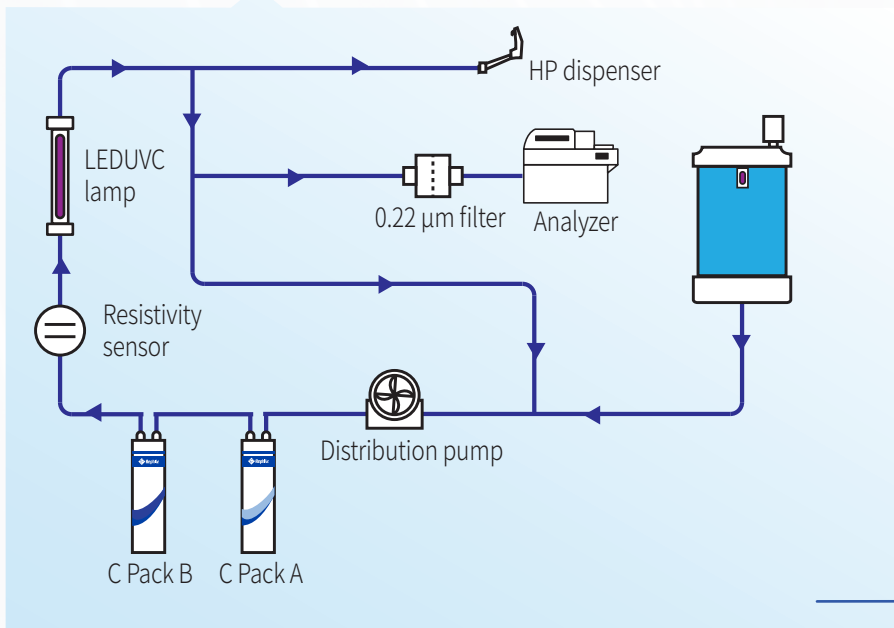 HP dispenser
LEDUVC
lamp
0.22 μm filter
Analyzer
Resistivity
sensor
Distribution pump
C Pack B
C Pack A